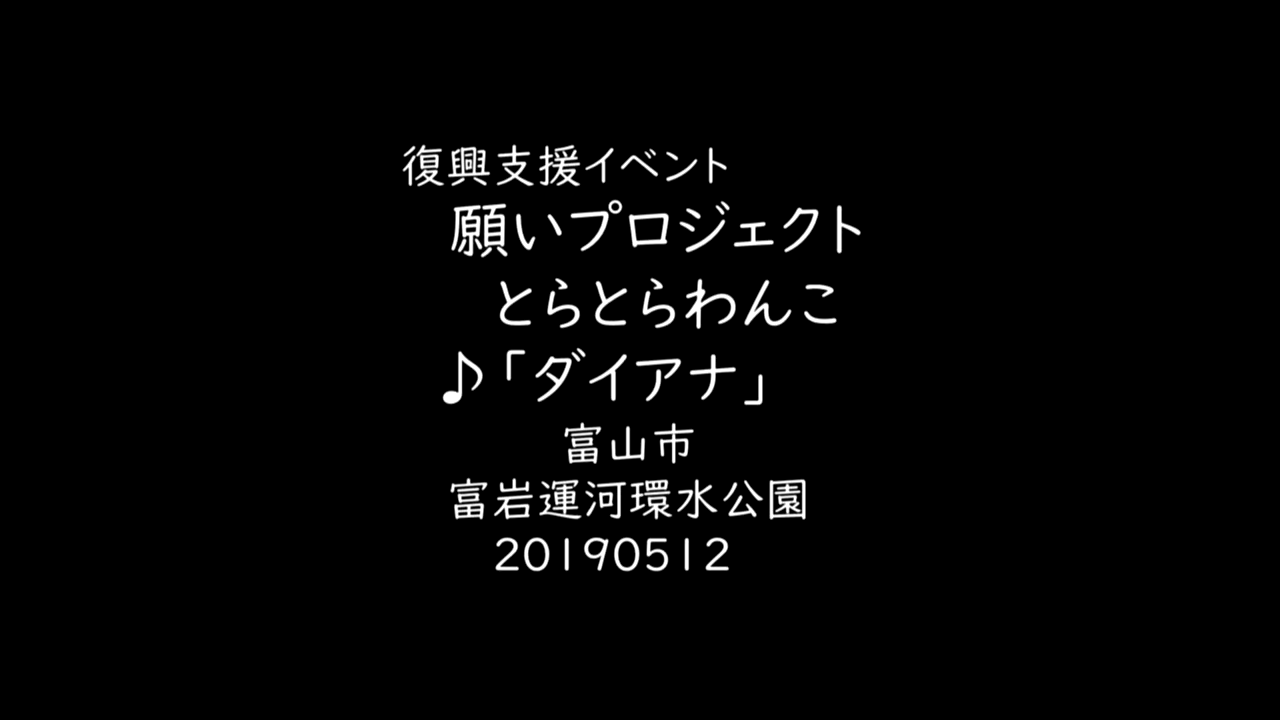 復興支援イベント
願いプロジェクト
とらとらわんこ
♪「ダイアナ」
富山市
富岩運河環水公園
20190512